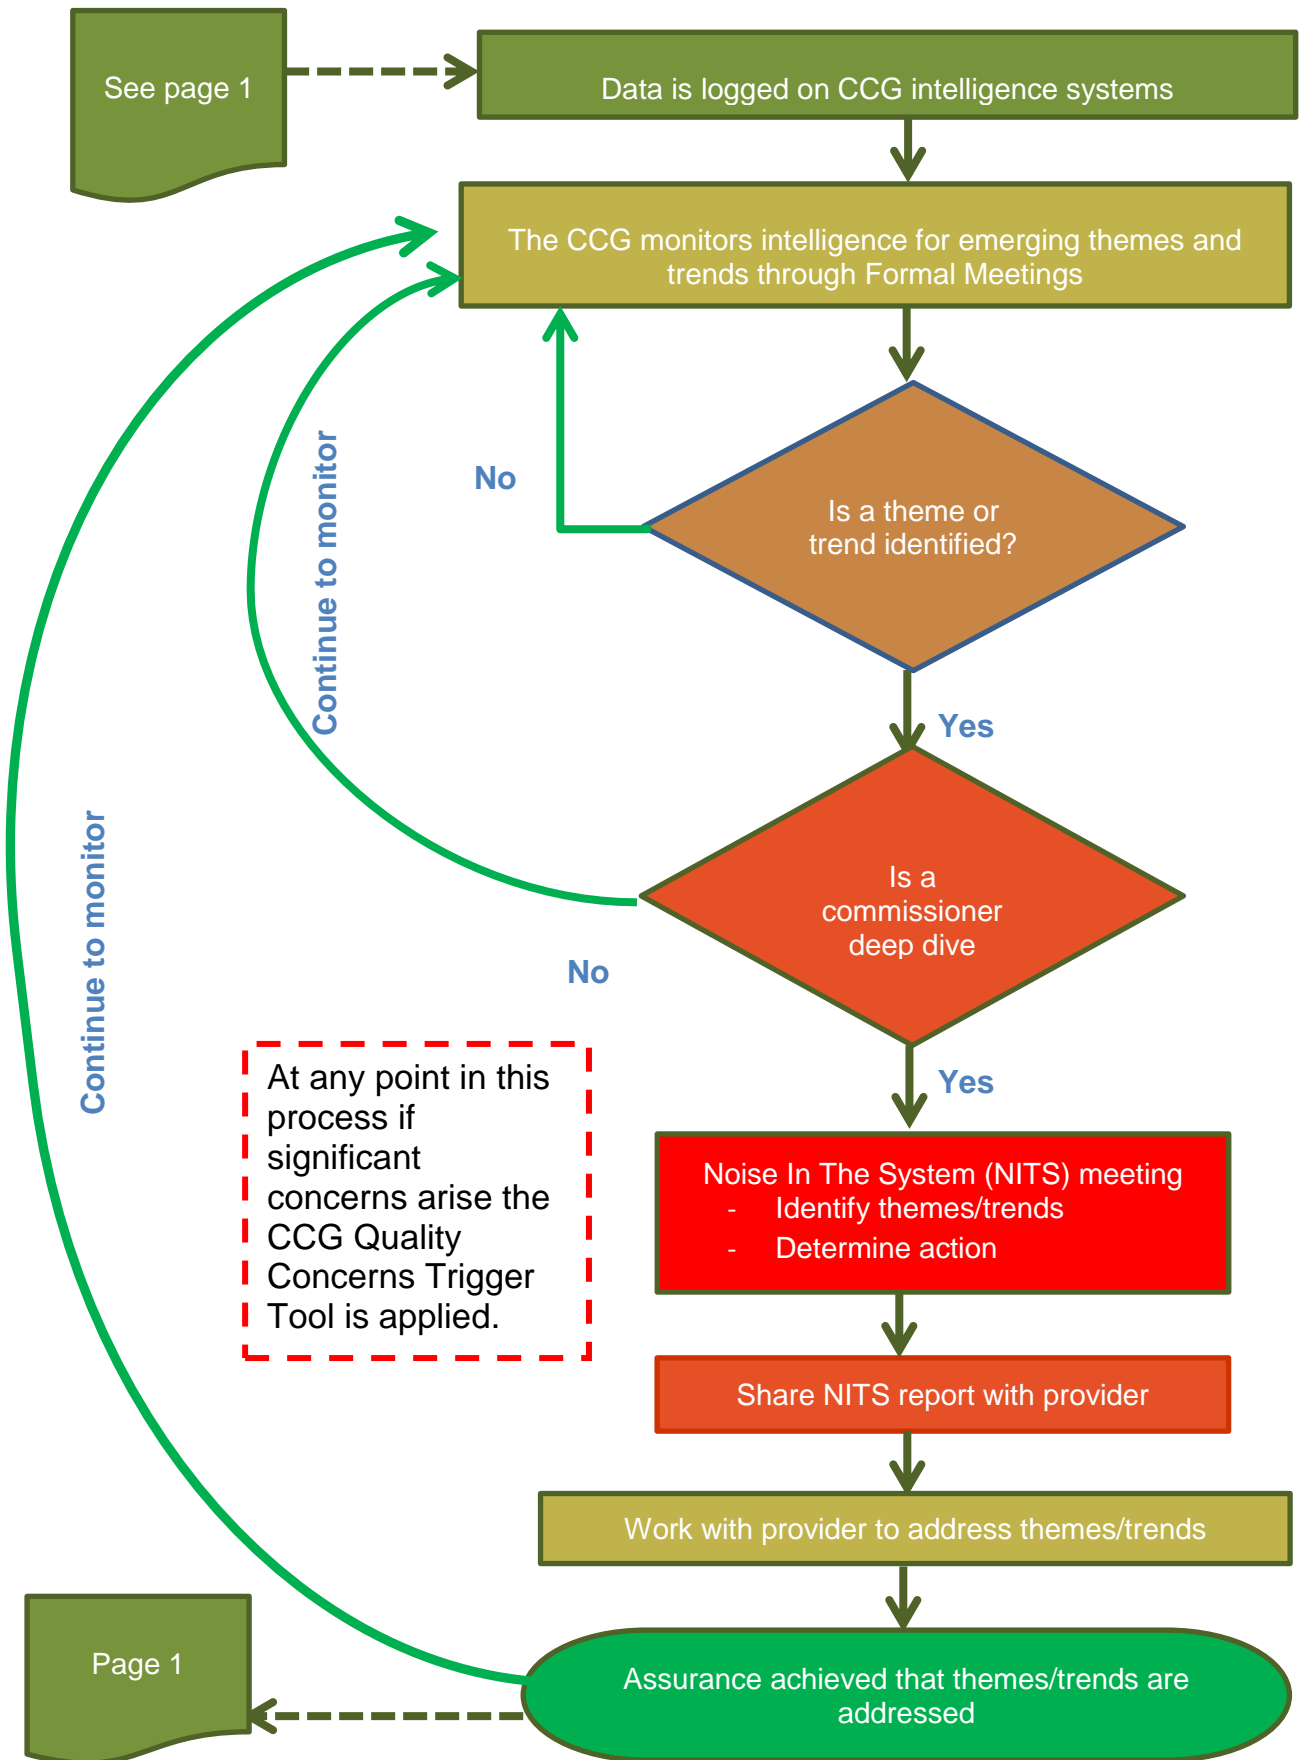 See page 1
Data is logged on CCG intelligence systems
The CCG monitors intelligence for emerging themes and
trends through Formal Meetings
No
Is a theme or
trend identified?
Continue to monitor
Yes
Continue to monitor
Is a
commissioner
deep dive
No
At any point in this
process if
significant
concerns arise the
CCG Quality
Concerns Trigger
Tool is applied.
Yes
Noise In The System (NITS) meeting
- Identify themes/trends
- Determine action
Share NITS report with provider
Work with provider to address themes/trends
Page 1
Assurance achieved that themes/trends are
addressed